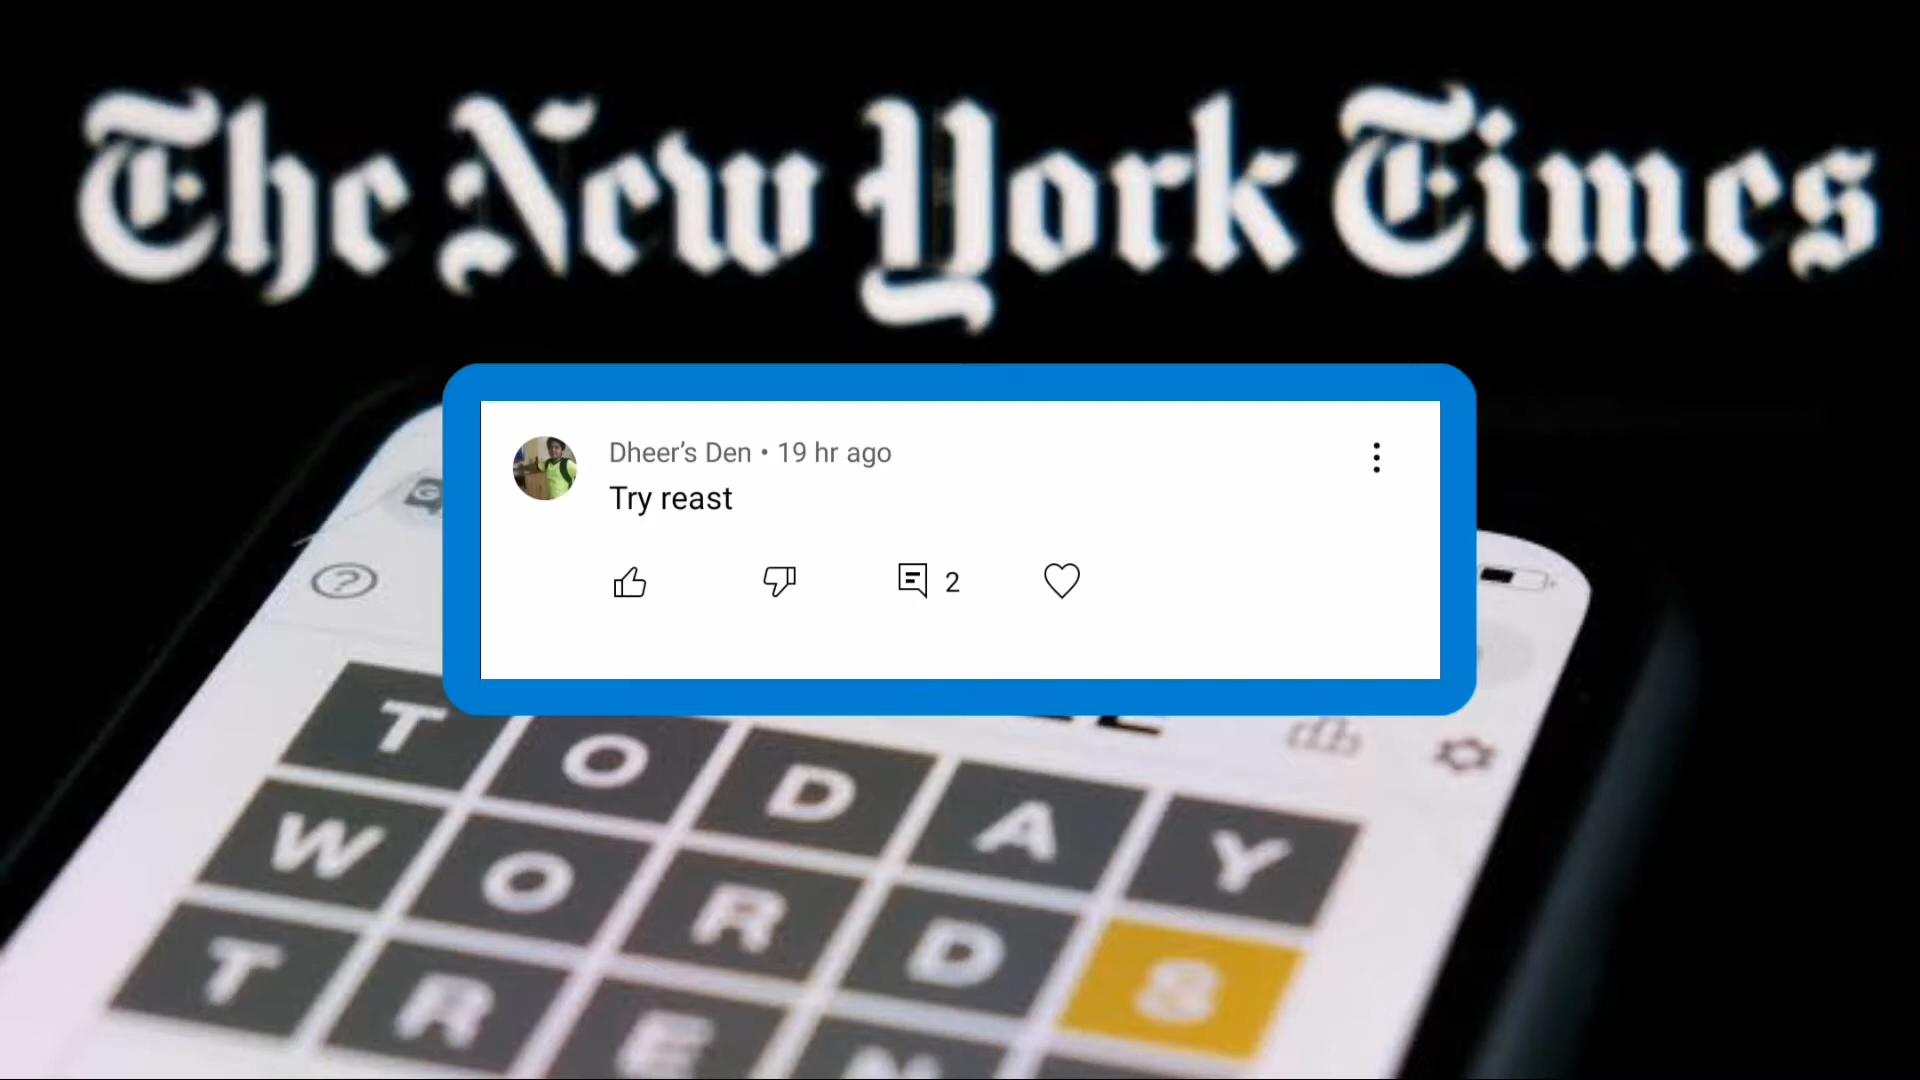 The New York Times
Dheer's Den • 19 hr ago
Try reast
2
T O D A Y
W O R D S
T R E N